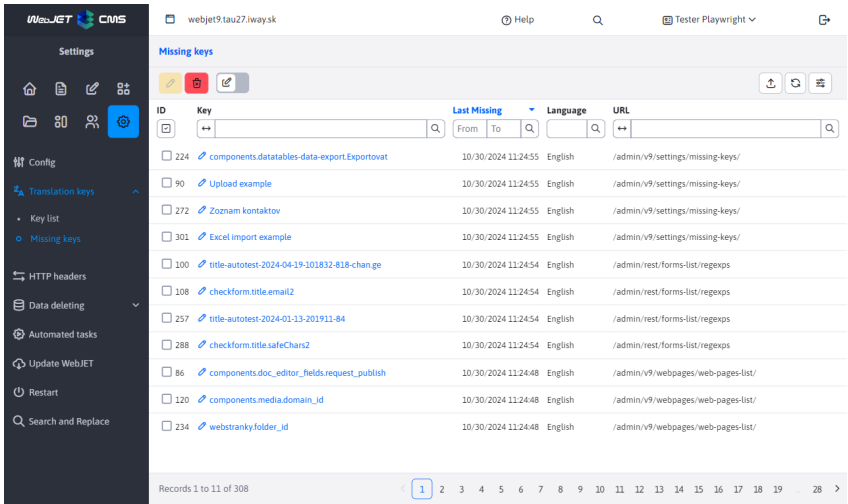 WebJET CMS
webjet9.tau27.iway.sk
Help
Tester Playwright
Settings
Missing keys
ID Key Last Missing Language URL
From To
224 components.datatables-data-export.Exportovat 10/30/2024 11:24:55 English /admin/v9/settings/missing-keys/
90 Upload example 10/30/2024 11:24:55 English /admin/v9/settings/missing-keys/
272 Zoznam kontaktov 10/30/2024 11:24:55 English /admin/v9/settings/missing-keys/
301 Excel import example 10/30/2024 11:24:55 English /admin/v9/settings/missing-keys/
100 title-autotest-2024-04-19-101832-818-chan.ge 10/30/2024 11:24:54 English /admin/rest/forms-list/regexps
108 checkform.title.email2 10/30/2024 11:24:54 English /admin/rest/forms-list/regexps
257 title-autotest-2024-01-13-201911-84 10/30/2024 11:24:54 English /admin/rest/forms-list/regexps
288 checkform.title.safeChars2 10/30/2024 11:24:54 English /admin/rest/forms-list/regexps
86 components.doc_editor_fields.request_publish 10/30/2024 11:24:48 English /admin/v9/webpages/web-pages-list/
120 components.media.domain_id 10/30/2024 11:24:48 English /admin/v9/webpages/web-pages-list/
234 webstranky.folder_id 10/30/2024 11:24:48 English /admin/v9/webpages/web-pages-list/
Config
Translation keys
Key list
Missing keys
HTTP headers
Data deleting
Automated tasks
Update WebJET
Restart
Search and Replace
Records 1 to 11 of 308
1 2 3 4 5 6 7 8 9 10 11 12 13 14 15 16 17 18 19 … 28